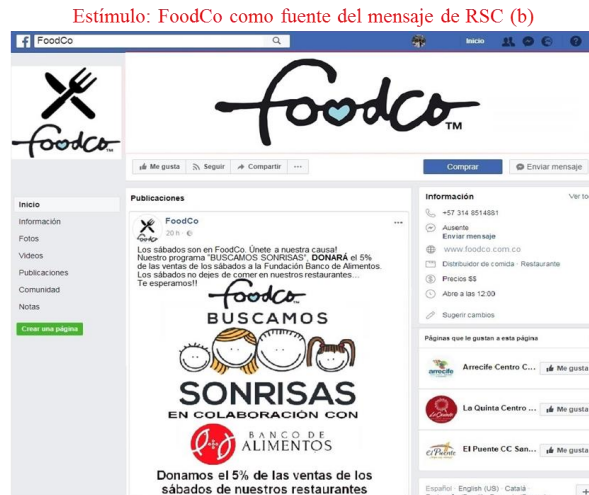 Estímulo: FoodCo como fuente del mensaje de RSC (b)
FoodCo
Inicio
foodco
foodco TM
Me gusta Seguir Compartir ...
Comprar
Enviar mensaje
Inicio
Información
Fotos
Videos
Publicaciones
Comunidad
Notas
Crear una página
Publicaciones
FoodCo
20 h
Los sábados son en FoodCo. Únete a nuestra causa!
Nuestro programa "BUSCAMOS SONRISAS", DONARÁ el 5%
de las ventas de los sábados a la Fundación Banco de Alimentos.
Los sábados no dejes de comer en nuestros restaurantes...
Te esperamos!!
foodco TM
BUSCAMOS
SONRISAS
EN COLABORACIÓN CON
BANCO DE
ALIMENTOS
Donamos el 5% de las ventas de los
sábados de nuestros restaurantes
Información
Ver to
+57 314 8514881
Ausente
Enviar mensaje
www.foodco.com.co
Distribuidor de comida · Restaurante
Precios $$
Abre a las 12:00
Sugerir cambios
Páginas que le gustan a esta página
arrecife
Arrecife Centro C...
Me gusta
La Quinta Centro ...
Me gusta
El Puente
El Puente CC San...
Me gusta
Español · English (US) · Català ·